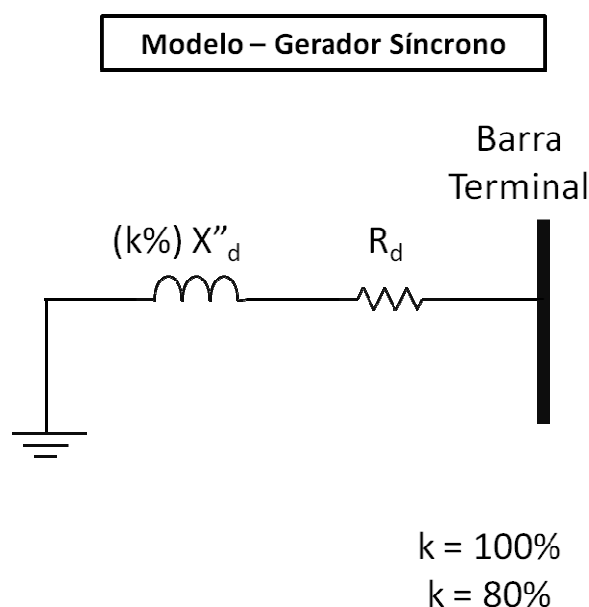 Modelo – Gerador Síncrono
Barra
Terminal
(k%) X”d
Rd
k = 100%
k = 80%